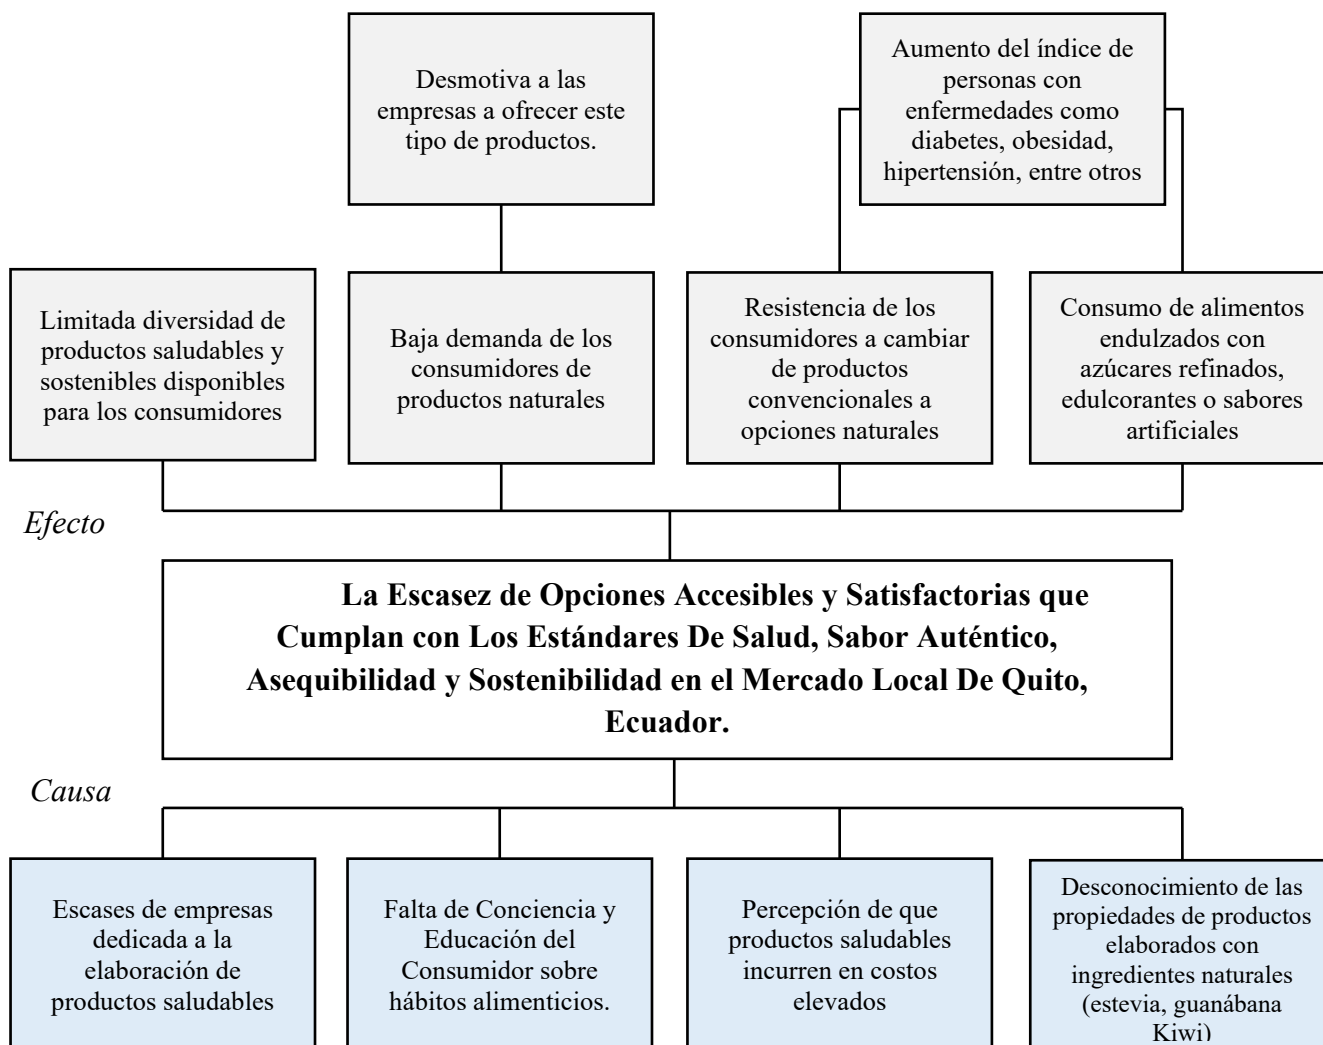 Desmotiva a las
empresas a ofrecer este
tipo de productos.
Aumento del índice de
personas con
enfermedades como
diabetes, obesidad,
hipertensión, entre otros
Limitada diversidad de
productos saludables y
sostenibles disponibles
para los consumidores
Baja demanda de los
consumidores de
productos naturales
Resistencia de los
consumidores a cambiar
de productos
convencionales a
opciones naturales
Consumo de alimentos
endulzados con
azúcares refinados,
edulcorantes o sabores
artificiales
Efecto
La Escasez de Opciones Accesibles y Satisfactorias que
Cumplan con Los Estándares De Salud, Sabor Auténtico,
Asequibilidad y Sostenibilidad en el Mercado Local De Quito,
Ecuador.
Causa
Escases de empresas
dedicada a la
elaboración de
productos saludables
Falta de Conciencia y
Educación del
Consumidor sobre
hábitos alimenticios.
Percepción de que
productos saludables
incurren en costos
elevados
Desconocimiento de las
propiedades de productos
elaborados con
ingredientes naturales
(estevia, guanábana
Kiwi)